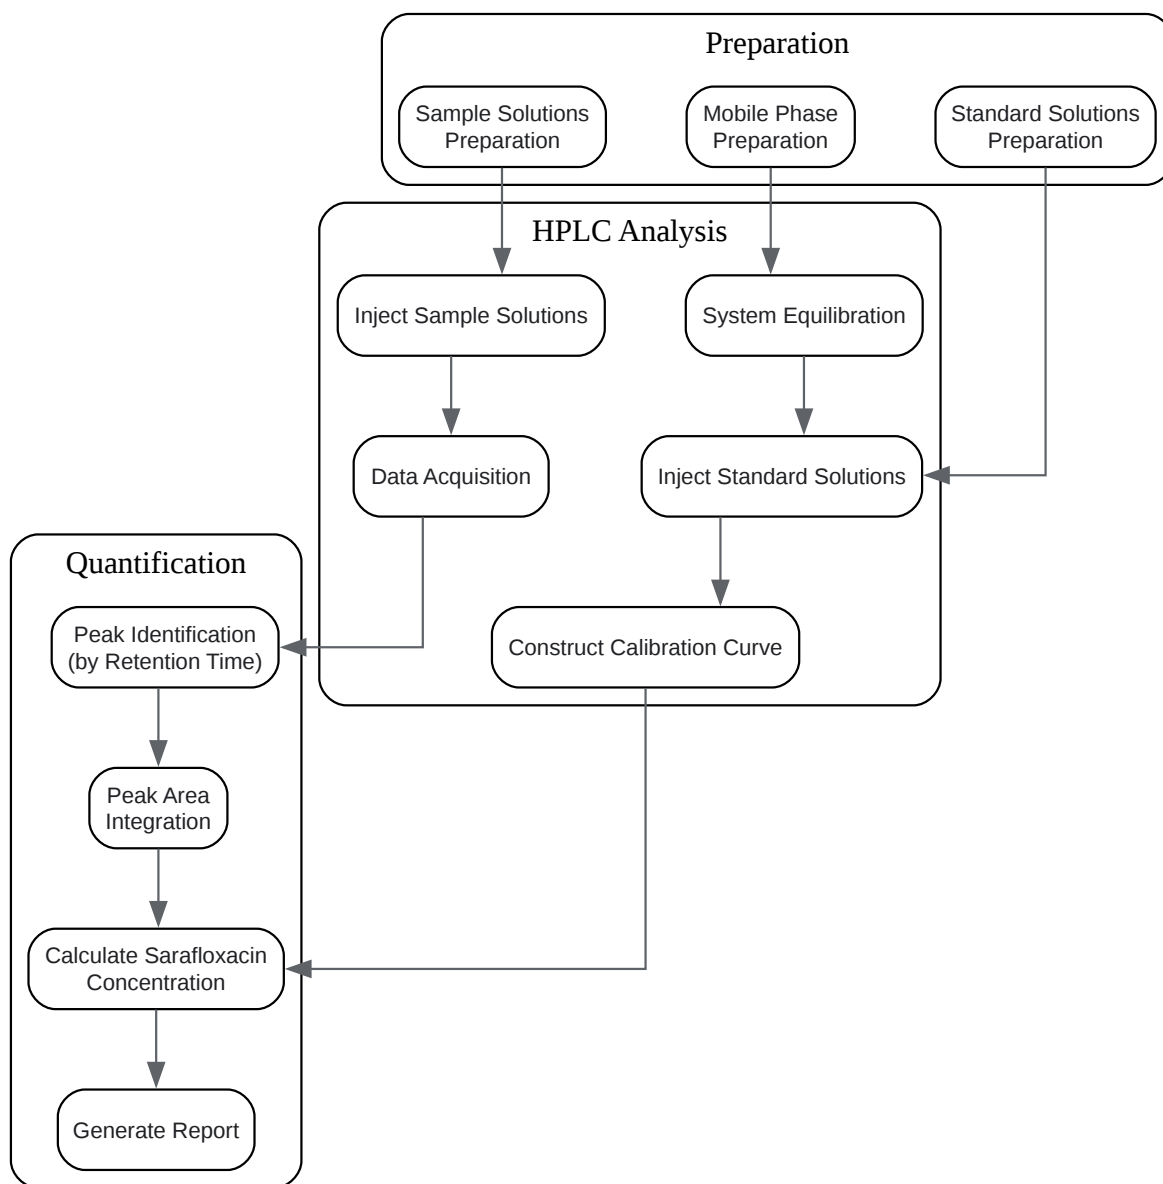 Preparation
Sample Solutions
Preparation
Mobile Phase
Preparation
Standard Solutions
Preparation
HPLC Analysis
Inject Sample Solutions
System Equilibration
Data Acquisition
Inject Standard Solutions
Construct Calibration Curve
Quantification
Peak Identification
(by Retention Time)
Peak Area
Integration
Calculate Sarafloxacin
Concentration
Generate Report